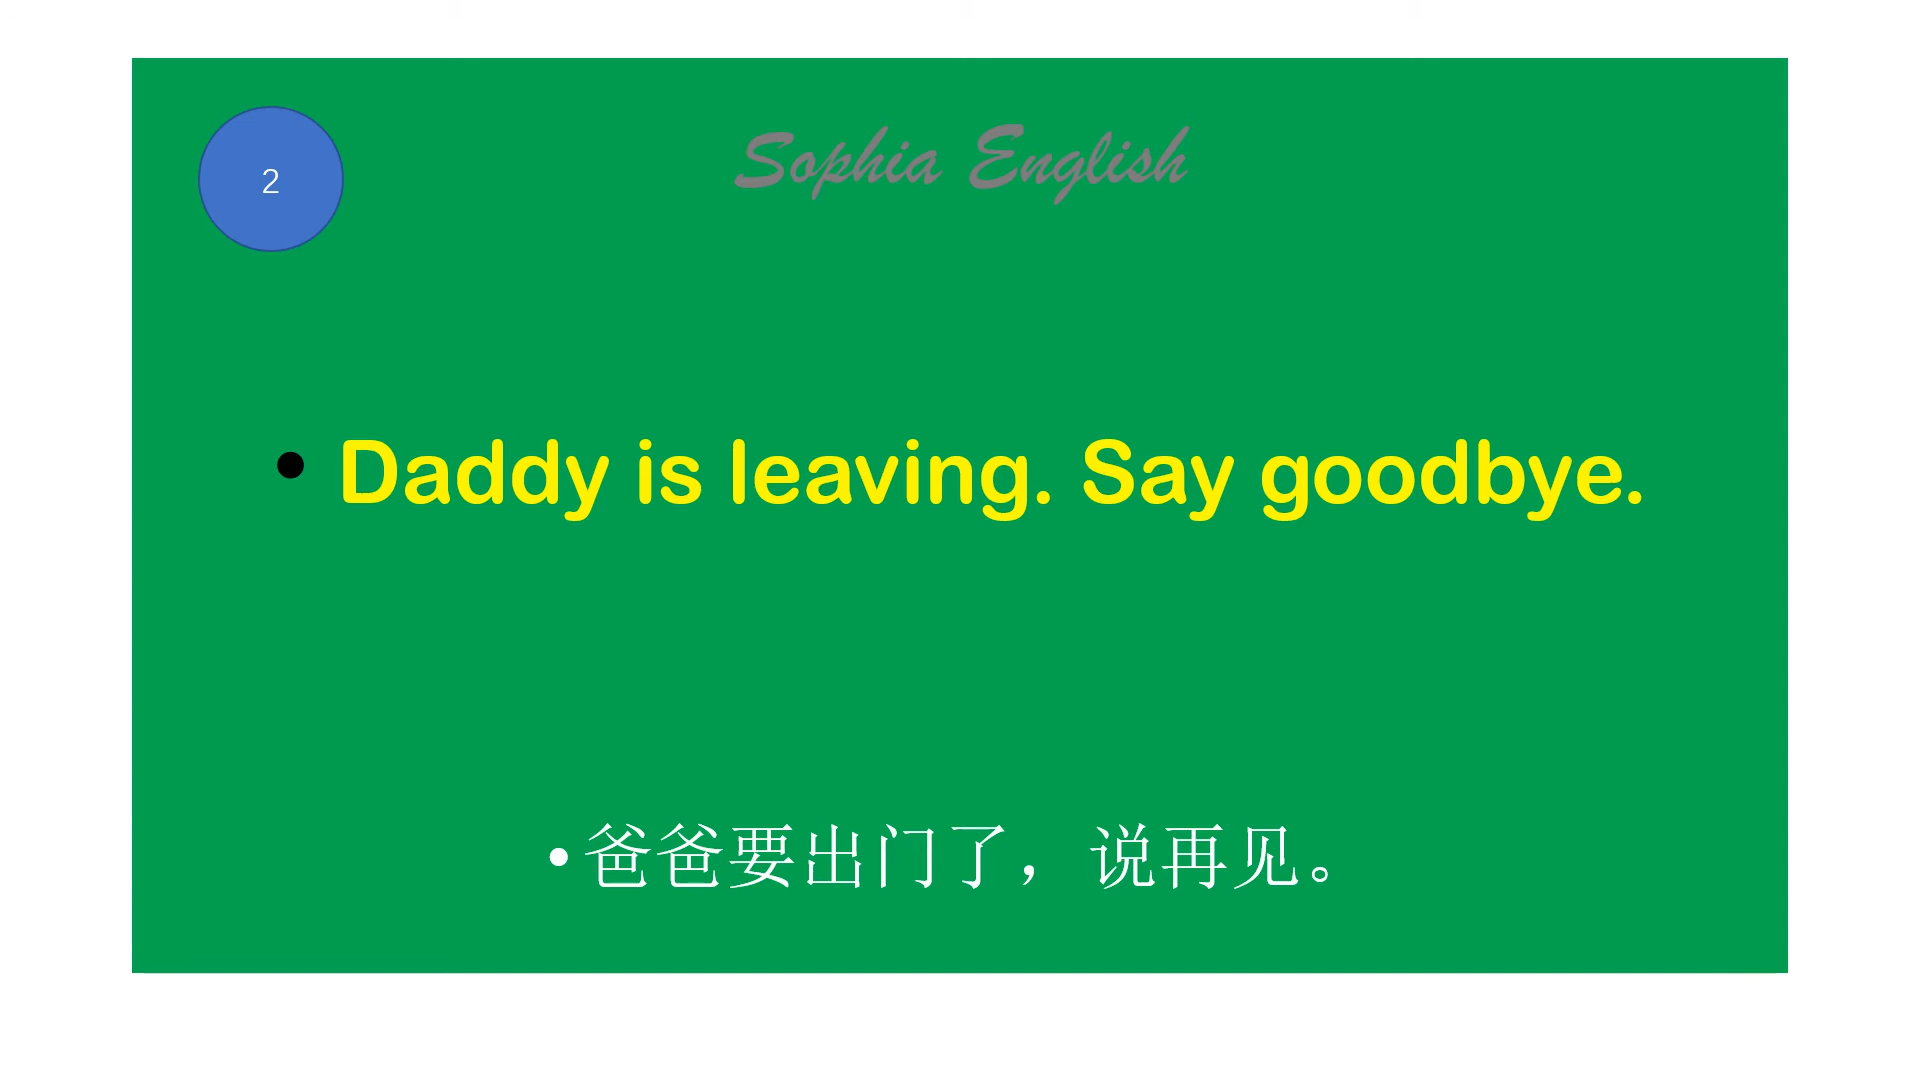 2
Sophia English
• Daddy is leaving. Say goodbye.
•爸爸要出门了，说再见。